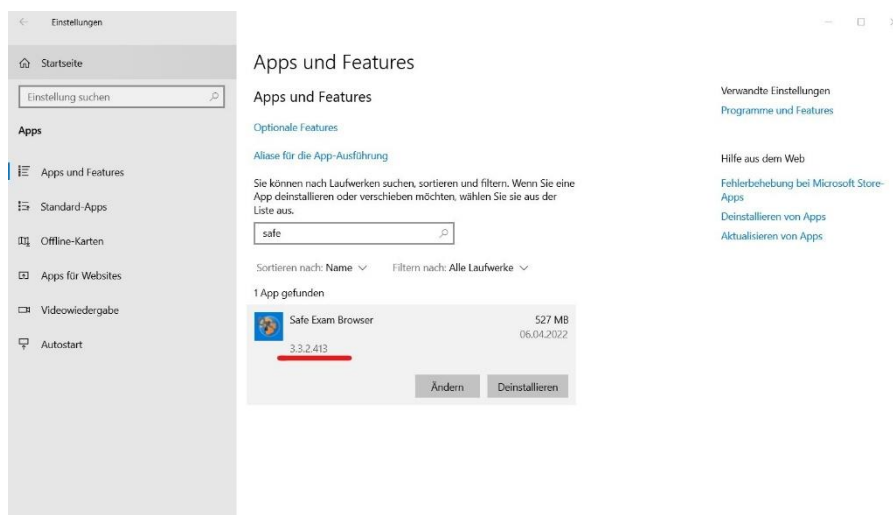 Einstellungen
Startseite
Einstellung suchen
Apps
Apps und Features
Standard-Apps
Offline-Karten
Apps für Websites
Videowiedergabe
Autostart
Apps und Features
Apps und Features
Optionale Features
Aliase für die App-Ausführung
Sie können nach Laufwerken suchen, sortieren und filtern. Wenn Sie eine
App deinstallieren oder verschieben möchten, wählen Sie sie aus der
Liste aus.
safe
Sortieren nach: Name Filtern nach: Alle Laufwerke
1 App gefunden
Safe Exam Browser 527 MB
06.04.2022
3.3.2.413
Ändern Deinstallieren
Verwandte Einstellungen
Programme und Features
Hilfe aus dem Web
Fehlerbehebung bei Microsoft Store-
Apps
Deinstallieren von Apps
Aktualisieren von Apps